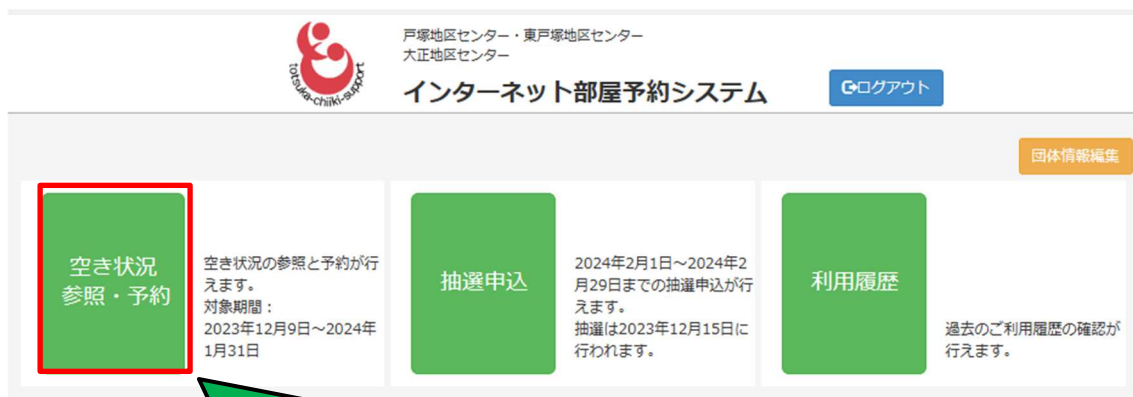 戸塚地区センター・東戸塚地区センター
大正地区センター
インターネット部屋予約システム
totsuka-chiiki-support
ログアウト
団体情報編集
空き状況
参照・予約
空き状況の参照と予約が行
えます。
対象期間：
2023年12月9日～2024年
1月31日
抽選申込
2024年2月1日～2024年2
月29日までの抽選申込が行
えます。
抽選は2023年12月15日に
行われます。
利用履歴
過去のご利用履歴の確認が
行えます。